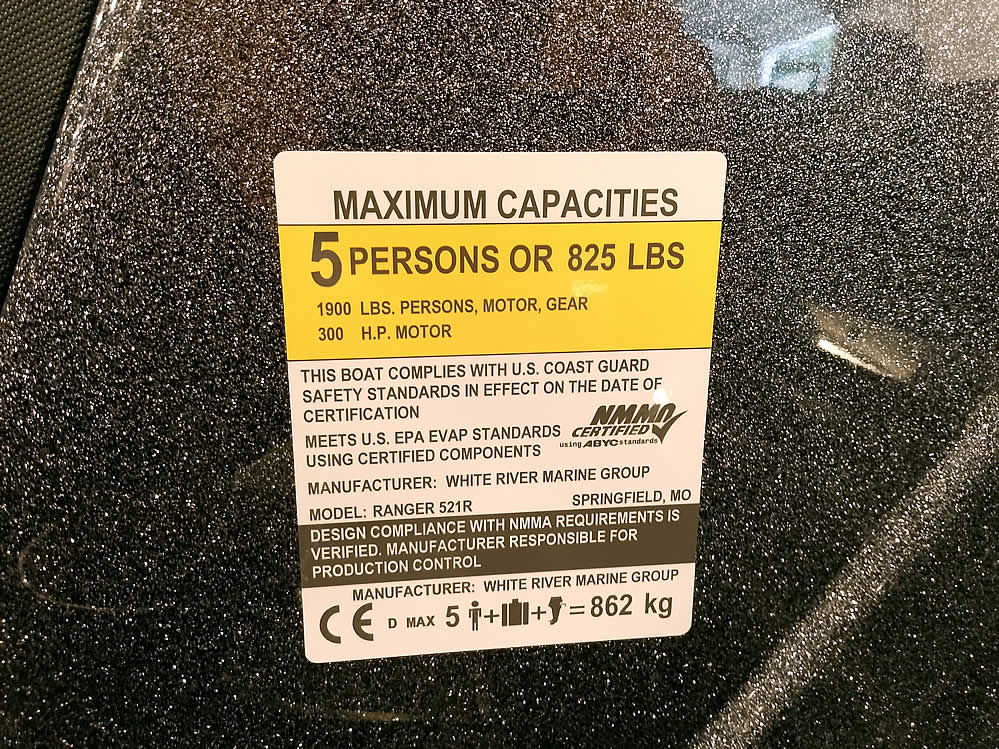 MAXIMUM CAPACITIES
5 PERSONS OR 825 LBS
1900 LBS. PERSONS, MOTOR, GEAR
300 H.P. MOTOR
THIS BOAT COMPLIES WITH U.S. COAST GUARD
SAFETY STANDARDS IN EFFECT ON THE DATE OF
CERTIFICATION
NMMA
CERTIFIED
using ABYC standards
MEETS U.S. EPA EVAP STANDARDS
USING CERTIFIED COMPONENTS
MANUFACTURER: WHITE RIVER MARINE GROUP
MODEL: RANGER 521R SPRINGFIELD, MO
DESIGN COMPLIANCE WITH NMMA REQUIREMENTS IS
VERIFIED. MANUFACTURER RESPONSIBLE FOR
PRODUCTION CONTROL
MANUFACTURER: WHITE RIVER MARINE GROUP
CE D MAX 5 + + = 862 kg